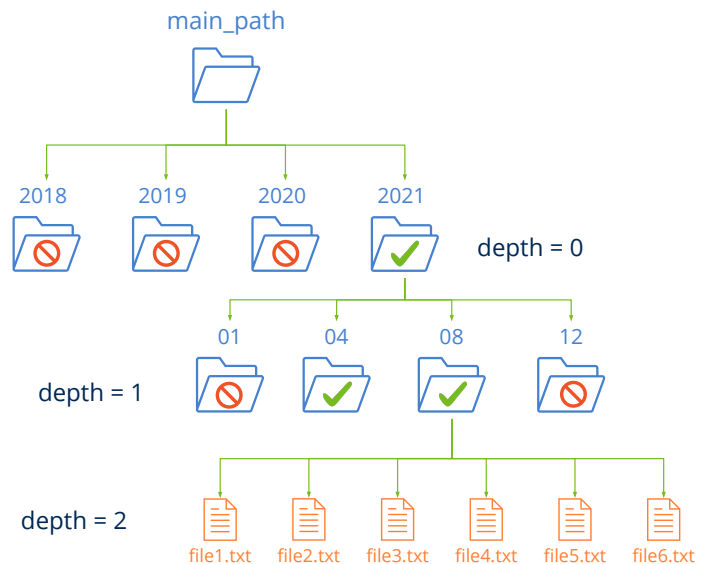 main_path
2018 2019 2020 2021
depth = 0
01 04 08 12
depth = 1
depth = 2
file1.txt file2.txt file3.txt file4.txt file5.txt file6.txt